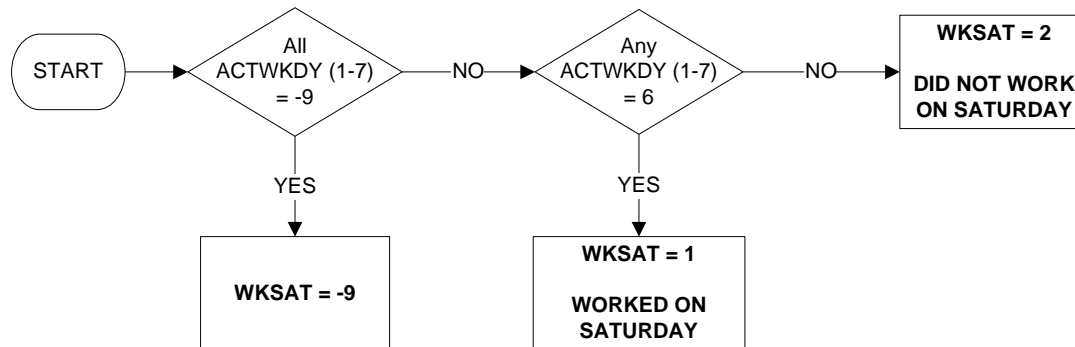 START
All
ACTWKDY (1-7)
= -9
NO
Any
ACTWKDY (1-7)
= 6
NO
WKSAT = 2
DID NOT WORK
ON SATURDAY
YES
YES
WKSAT = -9
WKSAT = 1
WORKED ON
SATURDAY